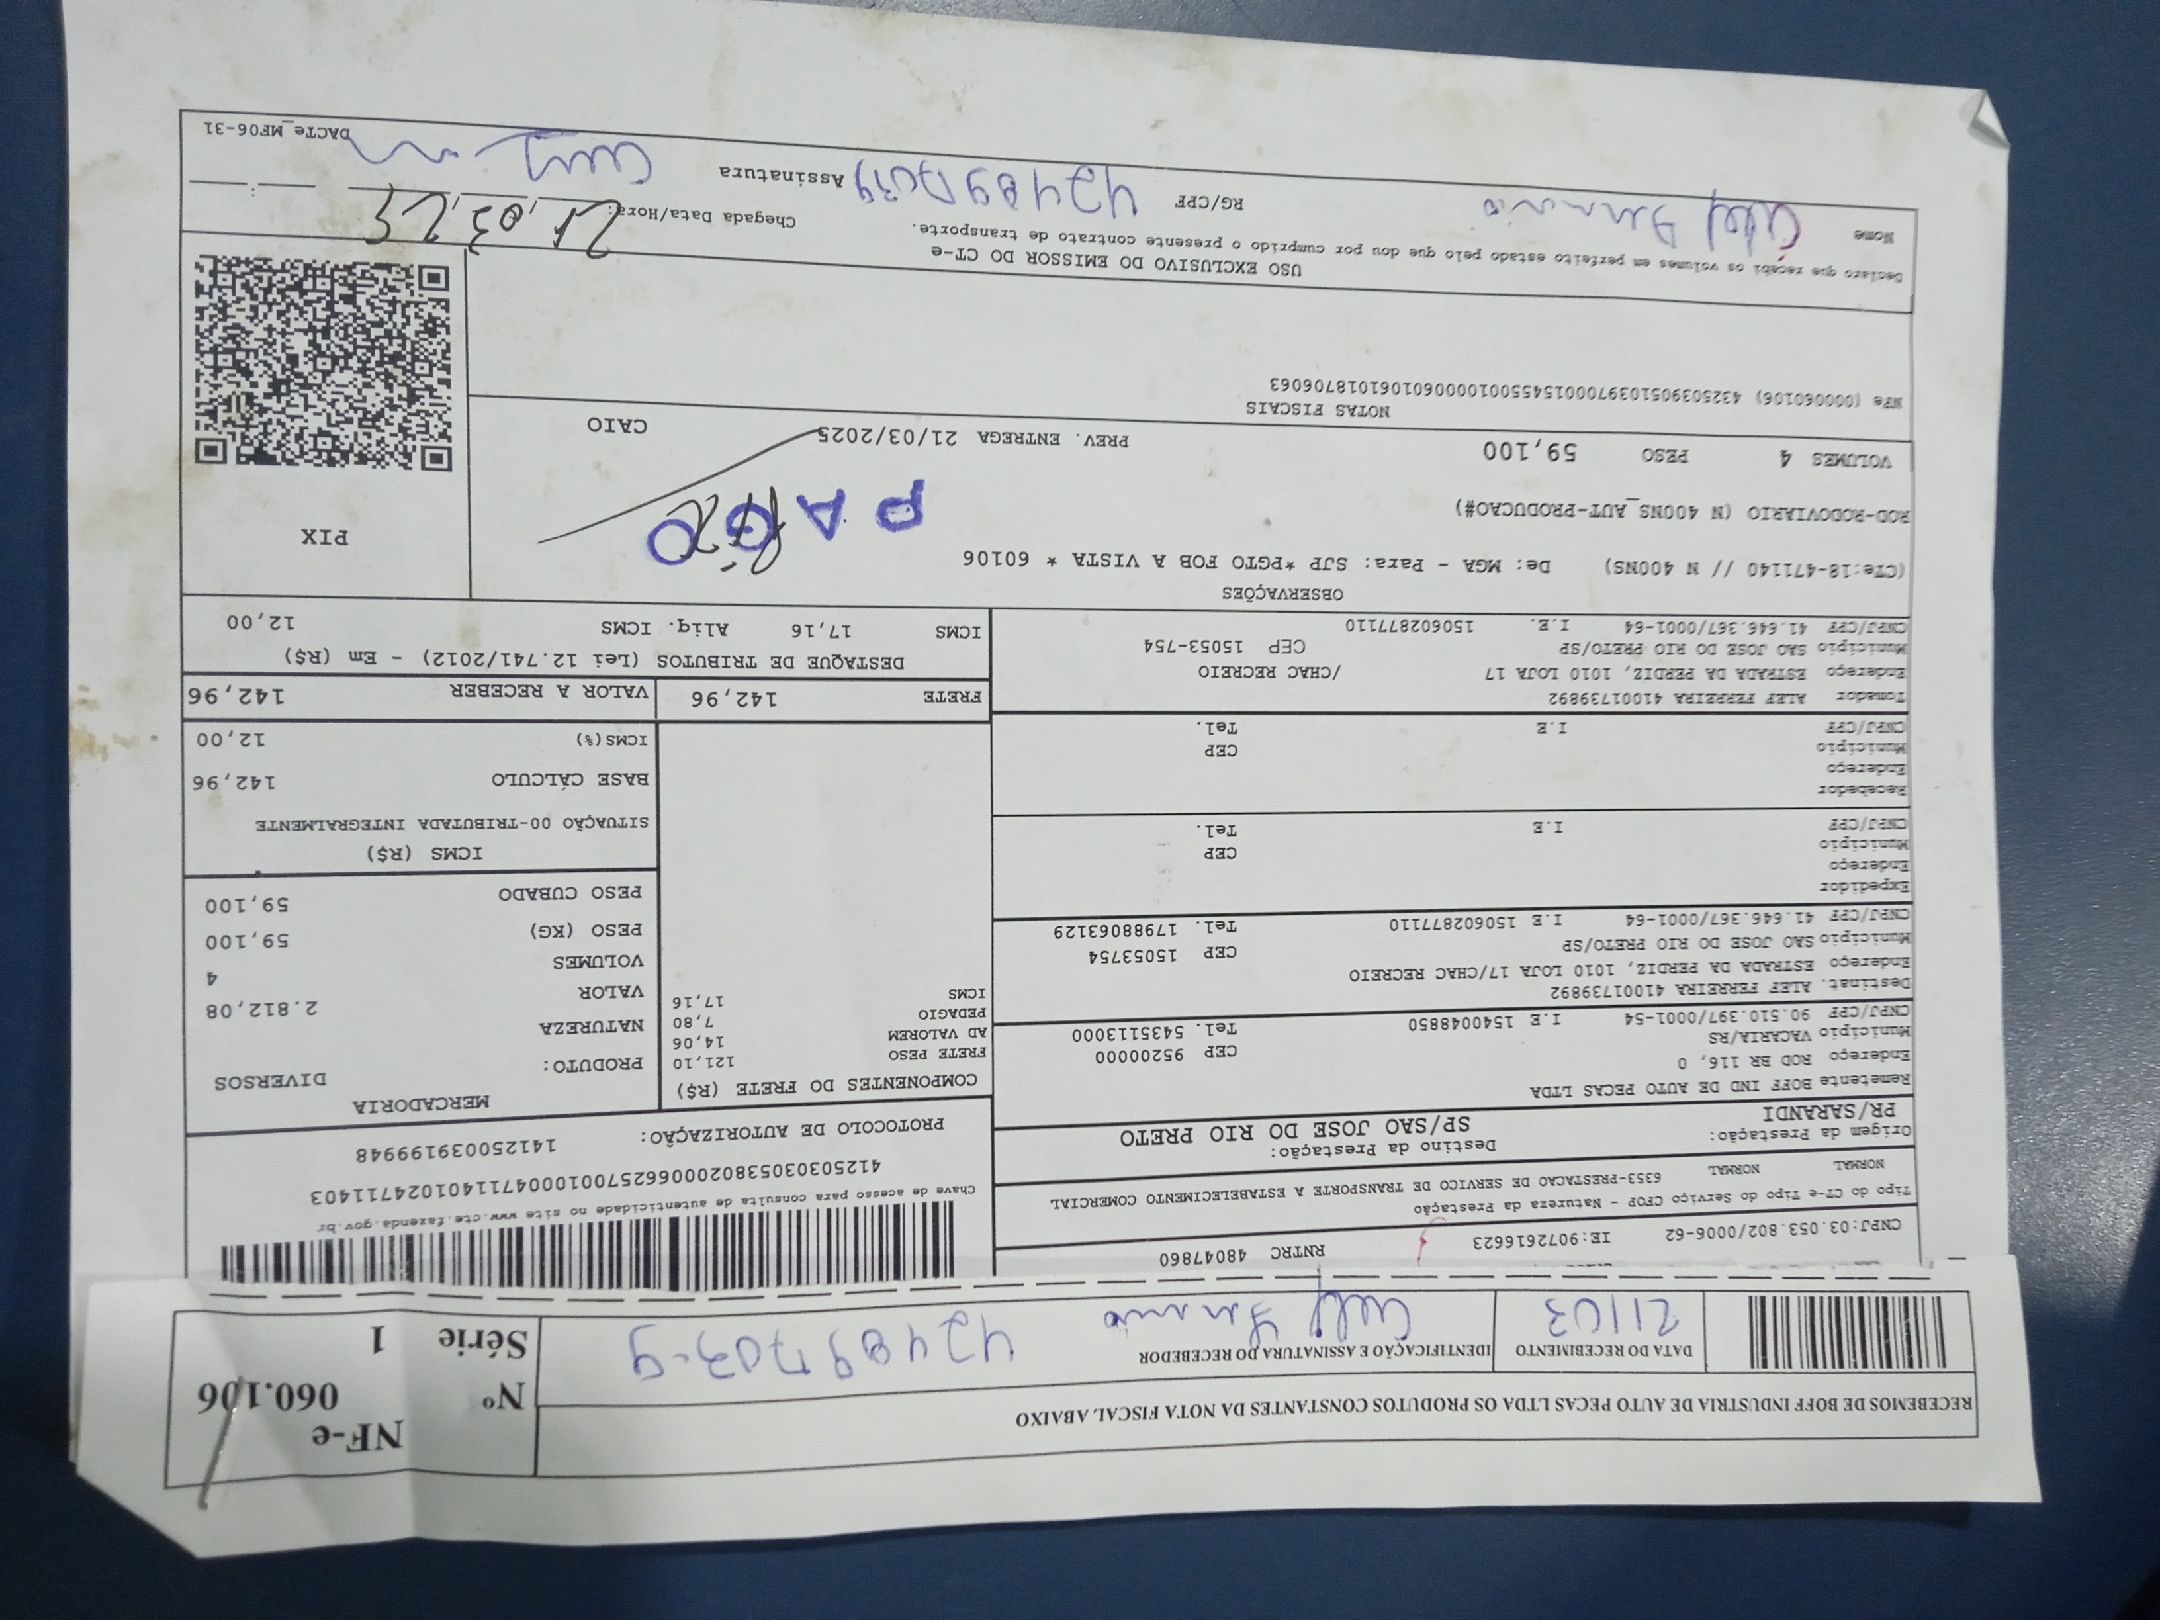 RECEBEMOS DE BOFF INDUSTRIA DE AUTO PECAS LTDA OS PRODUTOS CONSTANTES DA NOTA FISCAL ABAIXO
NF-e
Nº 060.106
Série 1
DATA DO RECEBIMENTO
21/03
IDENTIFICAÇÃO E ASSINATURA DO RECEBEDOR
CNPJ:03.053.802/0006-62 IE:9072616623 RNTRC 48047860
Tipo do CT-e Tipo do Serviço CFOP - Natureza da Prestação
NORMAL NORMAL 6353-PRESTACAO DE SERVICO DE TRANSPORTE A ESTABELECIMENTO COMERCIAL
Origem da Prestação: Destino da Prestação:
PR/SARANDI SP/SAO JOSE DO RIO PRETO
Chave de acesso para consulta de autenticidade no site www.cte.fazenda.gov.br
41250303053802000662570010004711401024711403
PROTOCOLO DE AUTORIZAÇÃO: 141250039199948
Remetente BOFF IND DE AUTO PECAS LTDA
Endereço ROD BR 116, 0 CEP 95200000
Município VACARIA/RS Tel. 5435113000
CNPJ/CPF 90.510.397/0001-54 I.E 1540048850
Destinat. ALEF FERREIRA 41001739892
Endereço ESTRADA DA PERDIZ, 1010 LOJA 17/CHAC RECREIO
Município SAO JOSE DO RIO PRETO/SP CEP 15053754
CNPJ/CPF 41.646.367/0001-64 I.E 150602877110 Tel. 17988063129
Expedidor
Endereço
Município CEP
CNPJ/CPF I.E Tel.
Recebedor
Endereço
Município CEP
CNPJ/CPF I.E Tel.
Tomador ALEF FERREIRA 41001739892
Endereço ESTRADA DA PERDIZ, 1010 LOJA 17 /CHAC RECREIO
Município SAO JOSE DO RIO PRETO/SP CEP 15053-754
CNPJ/CPF 41.646.367/0001-64 I.E. 150602877110
COMPONENTES DO FRETE (R$)
FRETE PESO 121,10
AD VALOREM 14,06
PEDAGIO 7,80
ICMS 17,16
MERCADORIA
PRODUTO: DIVERSOS
NATUREZA
VALOR 2.812,08
VOLUMES 4
PESO (KG) 59,100
PESO CUBADO 59,100
ICMS (R$)
SITUAÇÃO 00-TRIBUTADA INTEGRALMENTE
BASE CÁLCULO 142,96
ICMS(%) 12,00
FRETE 142,96 VALOR A RECEBER 142,96
DESTAQUE DE TRIBUTOS (Lei 12.741/2012) - Em (R$)
ICMS 17,16 Aliq. ICMS 12,00
OBSERVAÇÕES
(CTe:18-471140 // N 400NS) De: MGA - Para: SJP *PGTO FOB A VISTA * 60106
ROD-RODOVIARIO (N 400NS_AUT-PRODUCAO#)
PAGO
PIX
VOLUMES 4 PESO 59,100 PREV. ENTREGA 21/03/2025 CAIO
NOTAS FISCAIS
NFe (000060106) 43250390510397000154550010000601061018706063
USO EXCLUSIVO DO EMISSOR DO CT-e
Declaro que recebi os volumes em perfeito estado pelo que dou por cumprido o presente contrato de transporte.
Chegada Data/Hora: 21/03/25
Nome
RG/CPF
Assinatura
DACTe_MF06-31